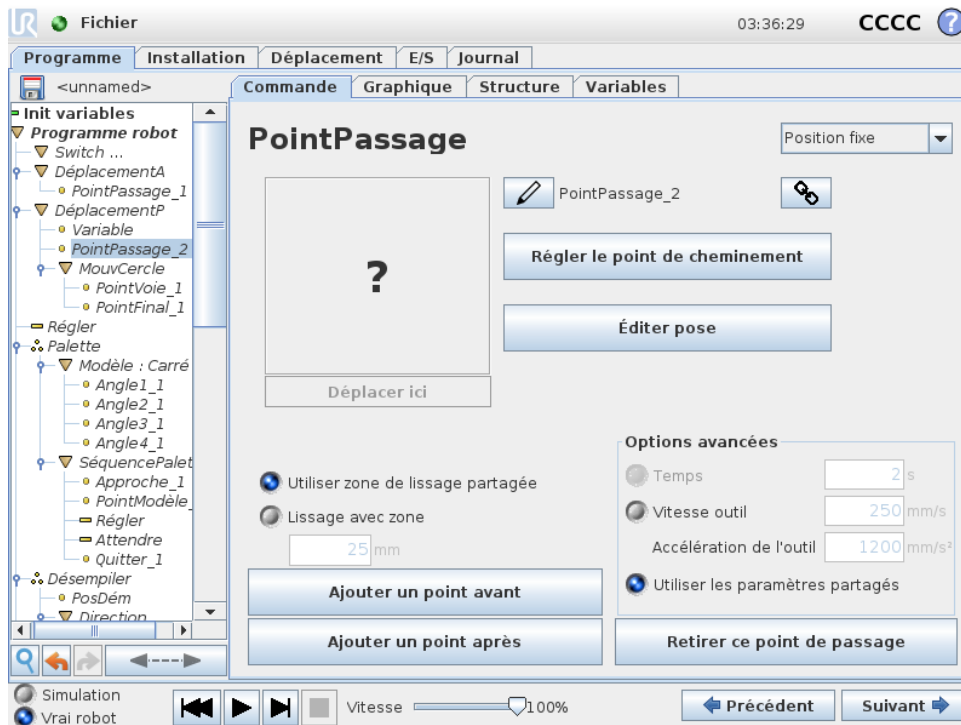 UR Fichier 03:36:29 CCCC ?
Programme Installation Déplacement E/S Journal
<unnamed> Commande Graphique Structure Variables
Init variables
Programme robot
Switch ...
DéplacementA
PointPassage_1
DéplacementP
Variable
PointPassage_2
MouvCercle
PointVoie_1
PointFinal_1
Régler
Palette
Modèle : Carré
Angle1_1
Angle2_1
Angle3_1
Angle4_1
SéquencePalet
Approche_1
PointModèle_
Régler
Attendre
Quitter_1
Désempiler
PosDém
Direction
PointPassage Position fixe
PointPassage_2
?
Régler le point de cheminement
Éditer pose
Déplacer ici
Utiliser zone de lissage partagée
Lissage avec zone
25 mm
Options avancées
Temps 2 s
Vitesse outil 250 mm/s
Accélération de l'outil 1200 mm/s²
Utiliser les paramètres partagés
Ajouter un point avant
Ajouter un point après Retirer ce point de passage
Simulation
Vrai robot
Vitesse 100%
Précédent Suivant